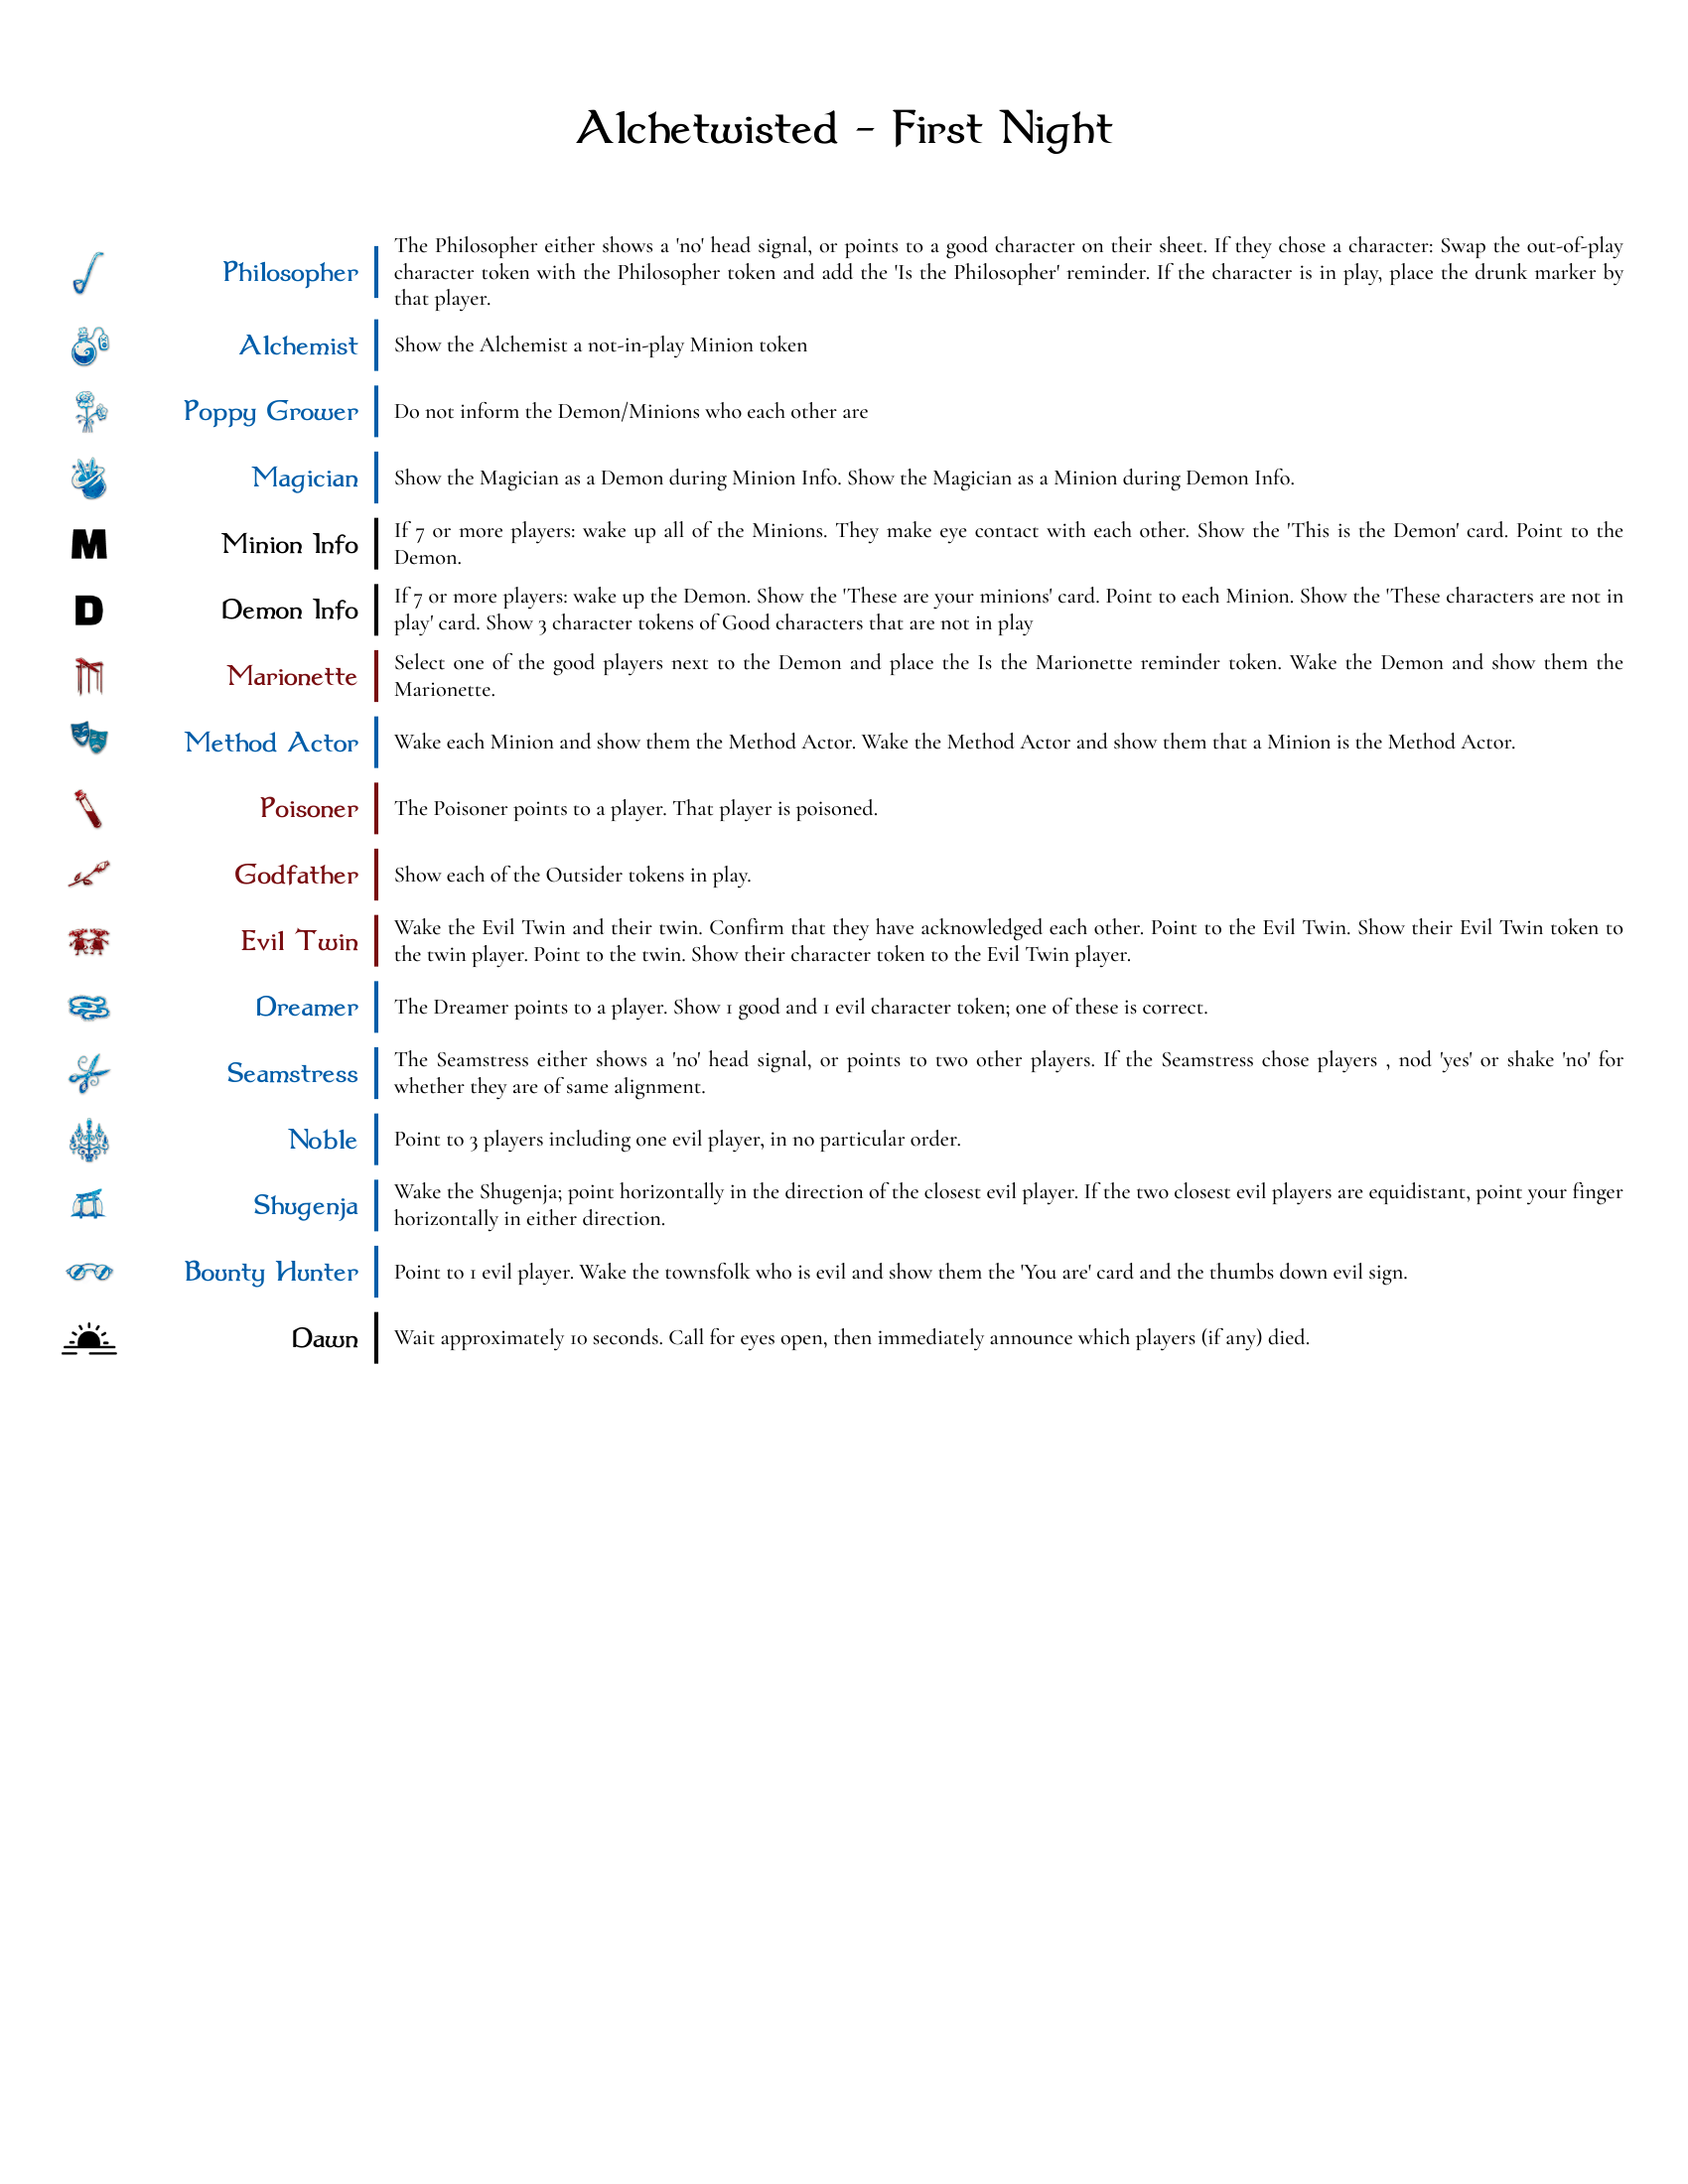 Alchetwisted - First Night
Philosopher
The Philosopher either shows a 'no' head signal, or points to a good character on their sheet. If they chose a character: Swap the out-of-play
character token with the Philosopher token and add the 'Is the Philosopher' reminder. If the character is in play, place the drunk marker by
that player.
Alchemist
Show the Alchemist a not-in-play Minion token
Poppy Grower
Do not inform the Demon/Minions who each other are
Magician
Show the Magician as a Demon during Minion Info. Show the Magician as a Minion during Demon Info.
M
Minion Info
If 7 or more players: wake up all of the Minions. They make eye contact with each other. Show the 'This is the Demon' card. Point to the
Demon.
D
Demon Info
If 7 or more players: wake up the Demon. Show the 'These are your minions' card. Point to each Minion. Show the 'These characters are not in
play' card. Show 3 character tokens of Good characters that are not in play
Marionette
Select one of the good players next to the Demon and place the Is the Marionette reminder token. Wake the Demon and show them the
Marionette.
Method Actor
Wake each Minion and show them the Method Actor. Wake the Method Actor and show them that a Minion is the Method Actor.
Poisoner
The Poisoner points to a player. That player is poisoned.
Godfather
Show each of the Outsider tokens in play.
Evil Twin
Wake the Evil Twin and their twin. Confirm that they have acknowledged each other. Point to the Evil Twin. Show their Evil Twin token to
the twin player. Point to the twin. Show their character token to the Evil Twin player.
Dreamer
The Dreamer points to a player. Show 1 good and 1 evil character token; one of these is correct.
Seamstress
The Seamstress either shows a 'no' head signal, or points to two other players. If the Seamstress chose players , nod 'yes' or shake 'no' for
whether they are of same alignment.
Noble
Point to 3 players including one evil player, in no particular order.
Shugenja
Wake the Shugenja; point horizontally in the direction of the closest evil player. If the two closest evil players are equidistant, point your finger
horizontally in either direction.
Bounty Hunter
Point to 1 evil player. Wake the townsfolk who is evil and show them the 'You are' card and the thumbs down evil sign.
Dawn
Wait approximately 10 seconds. Call for eyes open, then immediately announce which players (if any) died.